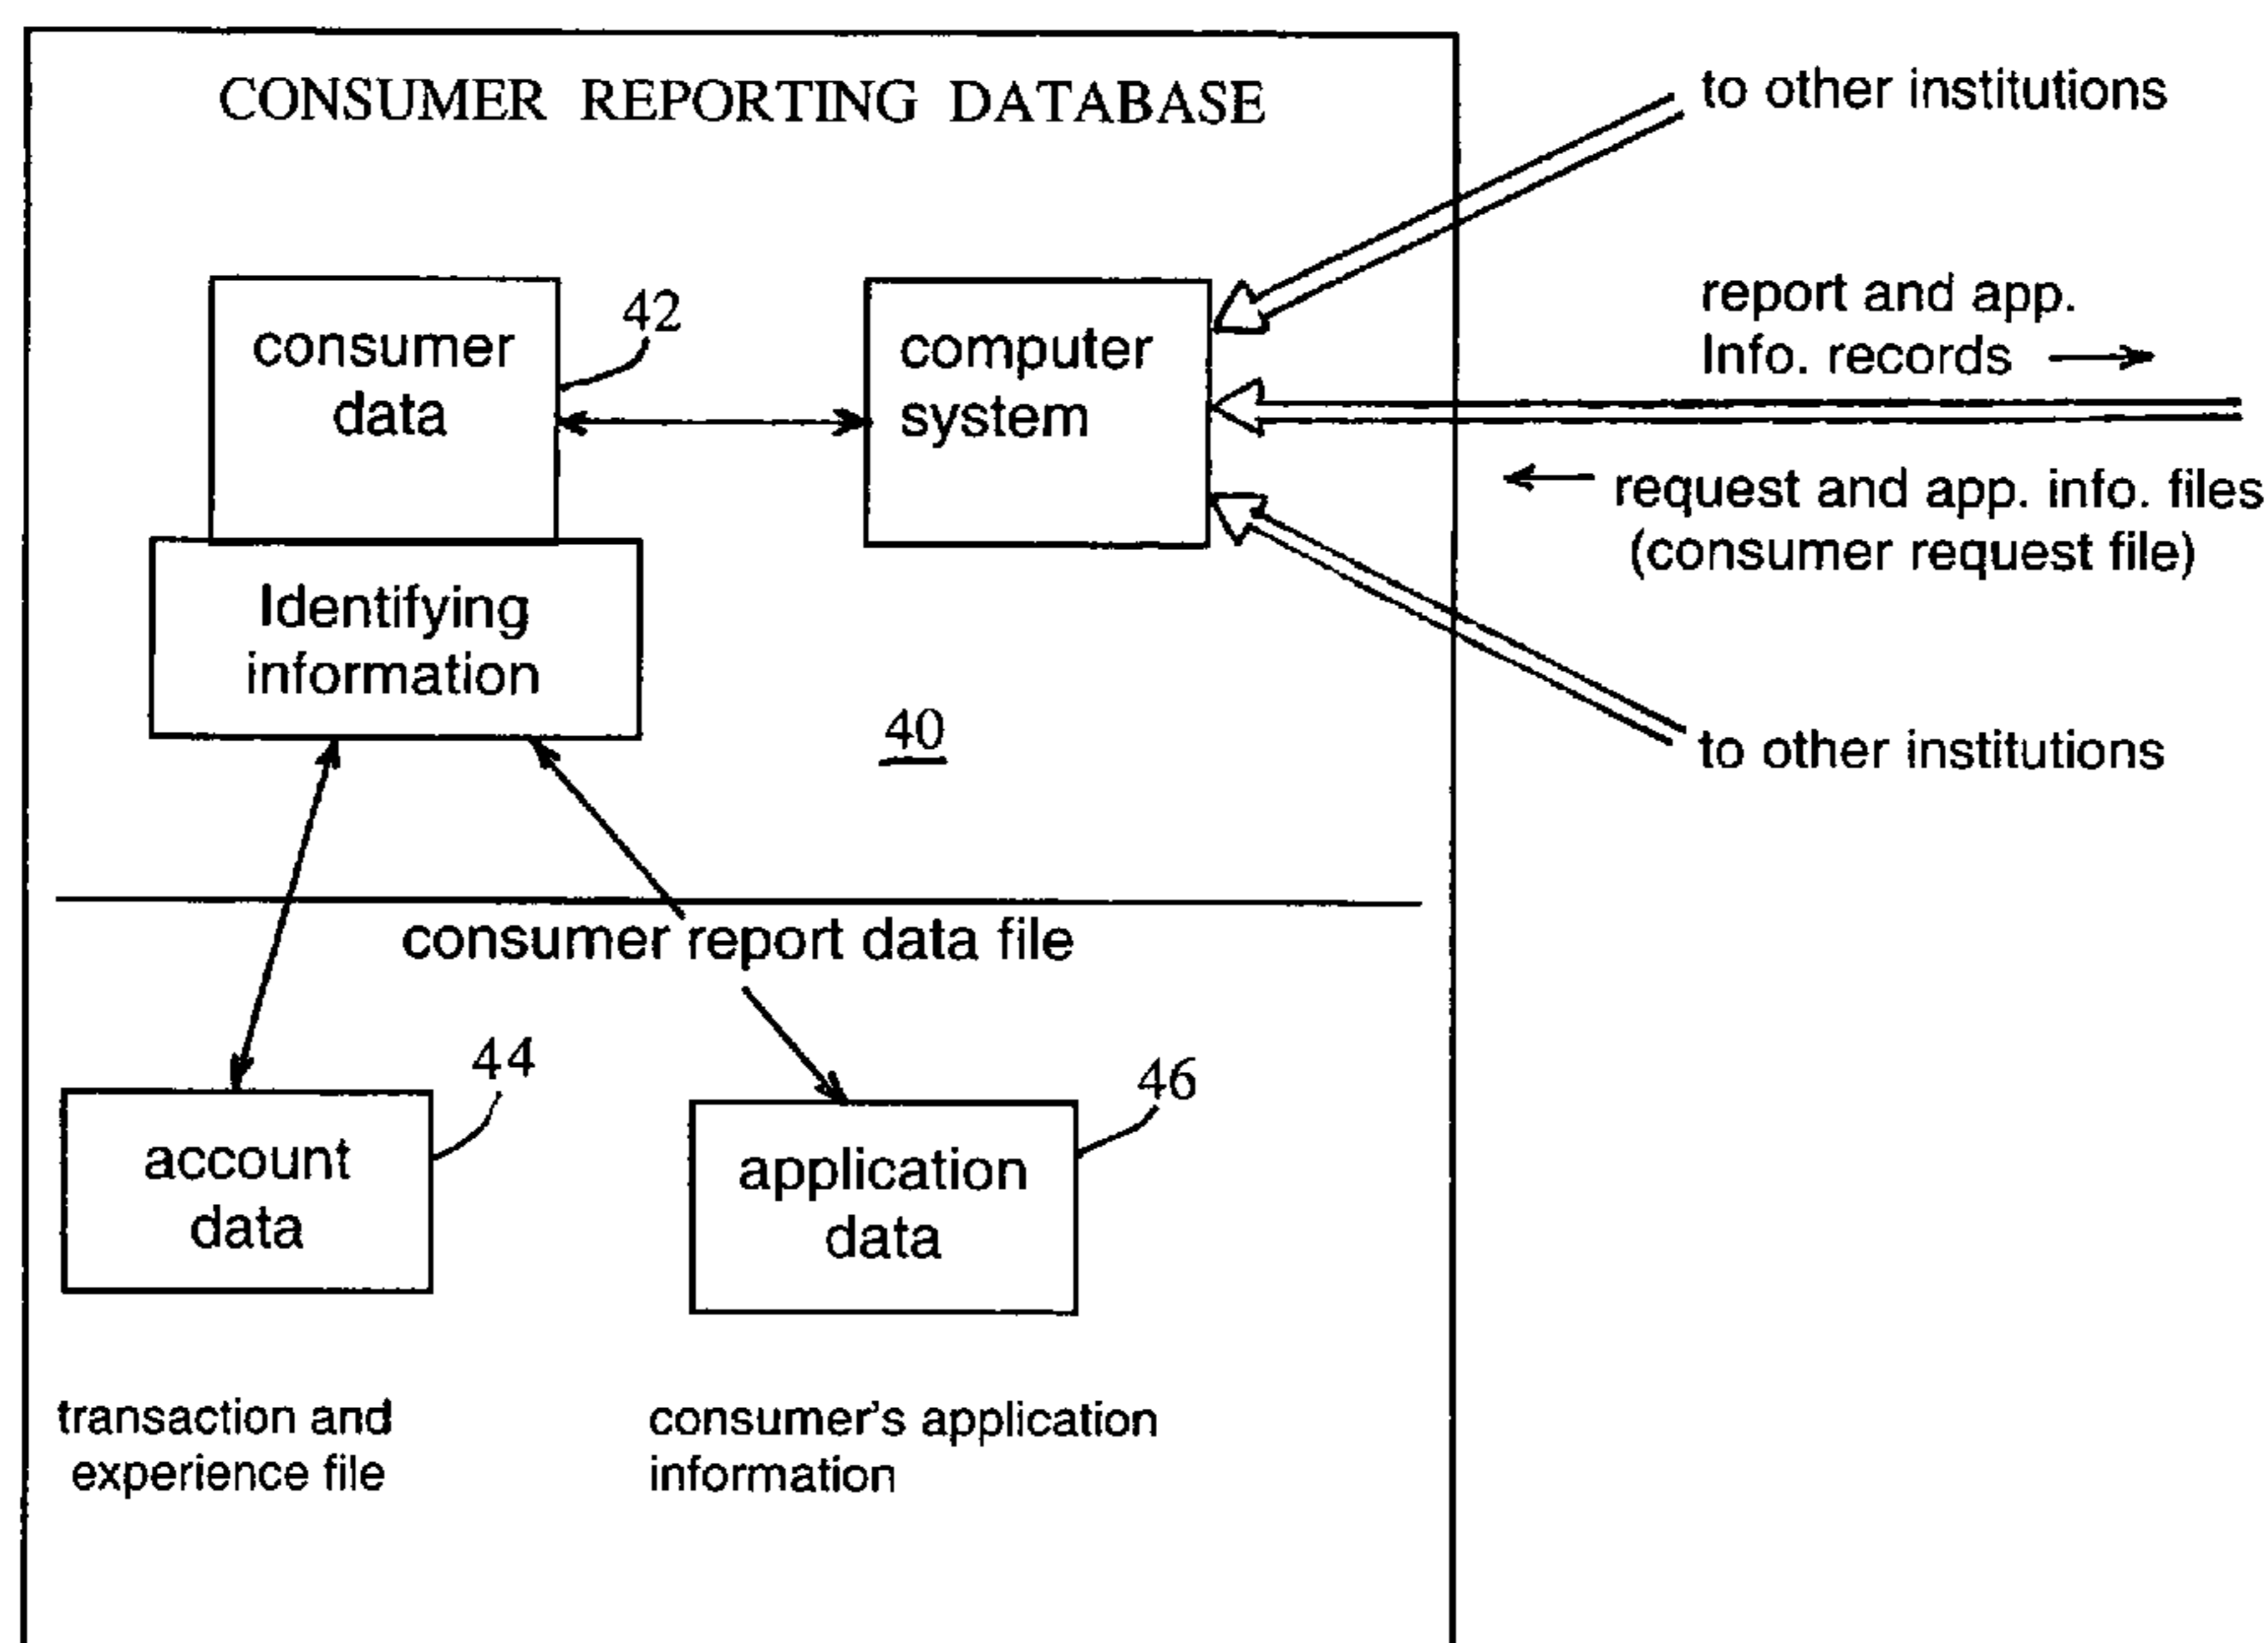 CONSUMER REPORTING DATABASE
to other institutions
report and app.
Info. records
consumer
data
42
computer
system
request and app. info. files
(consumer request file)
Identifying
information
40
to other institutions
consumer report data file
44
46
account
data
application
data
transaction and
experience file
consumer's application
information